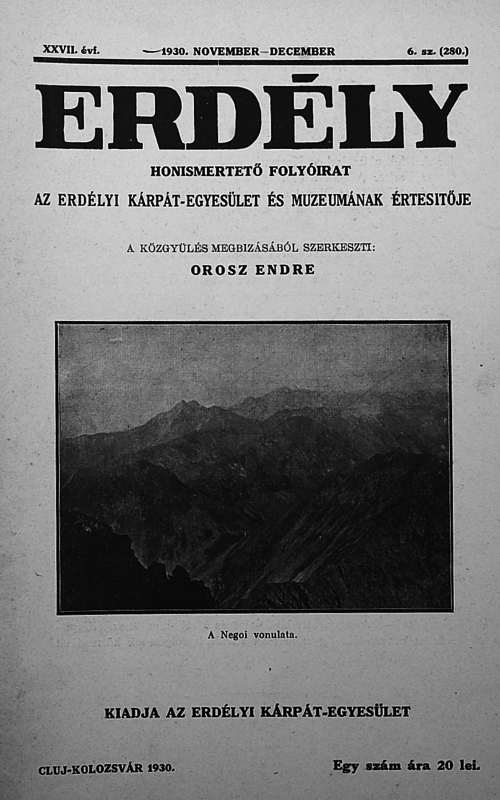 XXVII. évf. —1930. NOVEMBER—DECEMBER 6. sz. (280.)
ERDÉLY
HONISMERTETŐ FOLYÓIRAT
AZ ERDÉLYI KÁRPÁT-EGYESÜLET ÉS MUZEUMÁNAK ÉRTESITŐJE
A KÖZGYÜLÉS MEGBIZÁSÁBÓL SZERKESZTI:
OROSZ ENDRE
A Negoi vonulata.
KIADJA AZ ERDÉLYI KÁRPÁT-EGYESÜLET
CLUJ-KOLOZSVÁR 1930. Egy szám ára 20 lei.